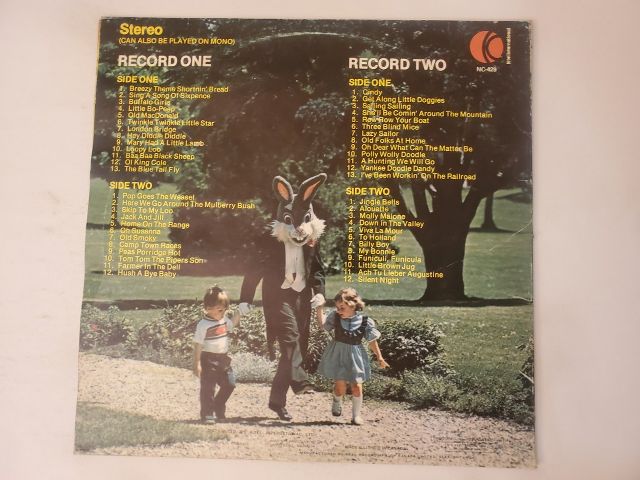 Stereo
(CAN ALSO BE PLAYED ON MONO)
K
International
NC-429
RECORD ONE
SIDE ONE
1. Breezy Theme Shortnin' Bread
2. Sing A Song Of Sixpence
3. Buffalo Girls
4. Little Bo-Peep
5. Old MacDonald
6. Twinkle Twinkle Little Star
7. London Bridge
8. Hey Diddle Diddle
9. Mary Had A Little Lamb
10. Loopy Loo
11. Baa Baa Black Sheep
12. Ol King Cole
13. The Blue Tail Fly
SIDE TWO
1. Pop Goes The Weasel
2. Here We Go Around The Mulberry Bush
3. Skip To My Loo
4. Jack And Jill
5. Home On The Range
6. Oh Susanna
7. Old Smoky
8. Camp Town Races
9. Peas Porridge Hot
10. Tom Tom The Pipers Son
11. Farmer In The Dell
12. Hush A Bye Baby
RECORD TWO
SIDE ONE
1. Cindy
2. Get Along Little Doggies
3. Sailing Sailing
4. She'll Be Comin' Around The Mountain
5. Row Row Your Boat
6. Three Blind Mice
7. Lazy Sailor
8. Old Folks At Home
9. Oh Dear What Can The Matter Be
10. Polly Wolly Doodle
11. A Hunting We Will Go
12. Yankee Doodle Dandy
13. I've Been Workin' On The Railroad
SIDE TWO
1. Jingle Bells
2. Alouette
3. Molly Malone
4. Down In The Valley
5. Viva La Mour
6. To Holland
7. Billy Boy
8. My Bonnie
9. Funiculi, Funicula
10. Little Brown Jug
11. Ach Tu Lieber Augustine
12. Silent Night